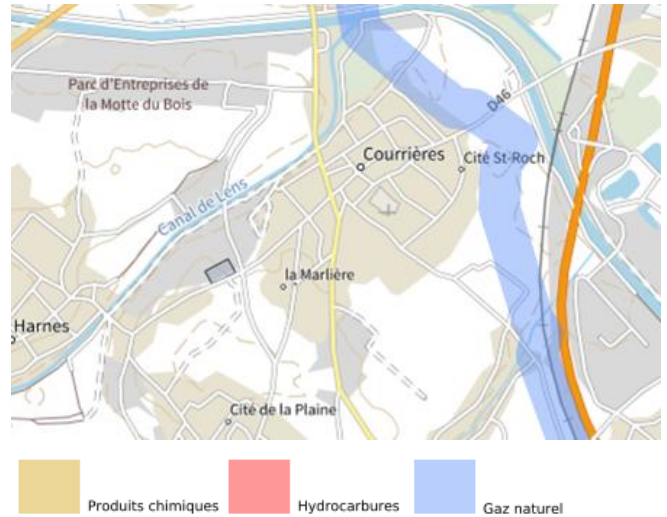 Parc d'Entreprises de
la Motte du Bois
D46
Courrières
Cité St-Roch
Canal de Lens
la Marlière
Harnes
Cité de la Plaine
Produits chimiques
Hydrocarbures
Gaz naturel